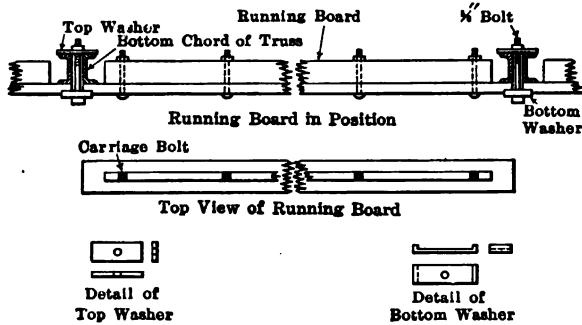 Running Board
⅝" Bolt
Top Washer
Bottom Chord of Truss
Bottom
Washer
Running Board in Position
Carriage Bolt
Top View of Running Board
Detail of
Top Washer
Detail of
Bottom Washer